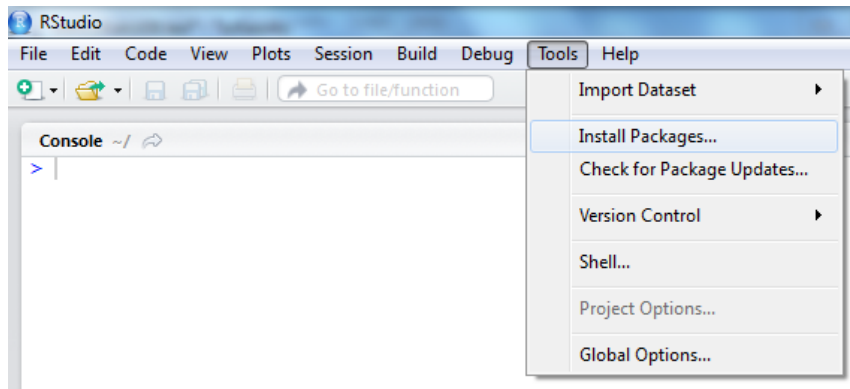 RStudio
File Edit Code View Plots Session Build Debug Tools Help
Go to file/function
Import Dataset
Console ~/
>
Install Packages...
Check for Package Updates...
Version Control
Shell...
Project Options...
Global Options...